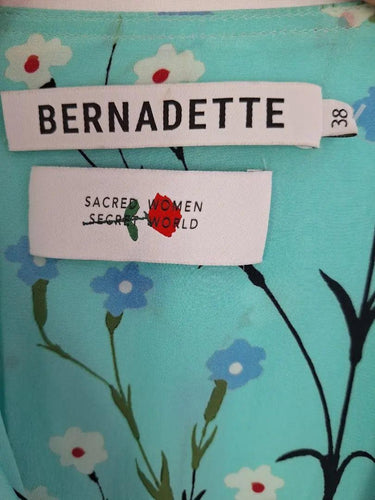 BERNADETTE
38
SACRED WOMEN
SECRET WORLD